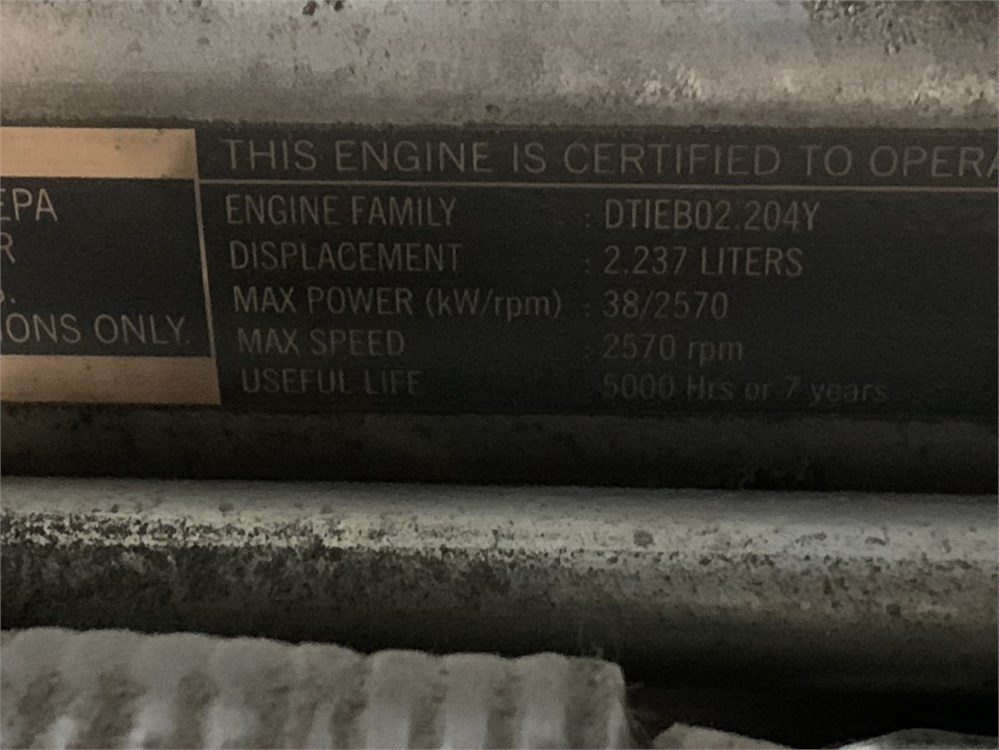 THIS ENGINE IS CERTIFIED TO OPERA
EPA
R
IONS ONLY.
ENGINE FAMILY : DTIEB02.204Y
DISPLACEMENT : 2.237 LITERS
MAX POWER (kW/rpm) : 38/2570
MAX SPEED : 2570 rpm
USEFUL LIFE : 5000 Hrs or 7 years